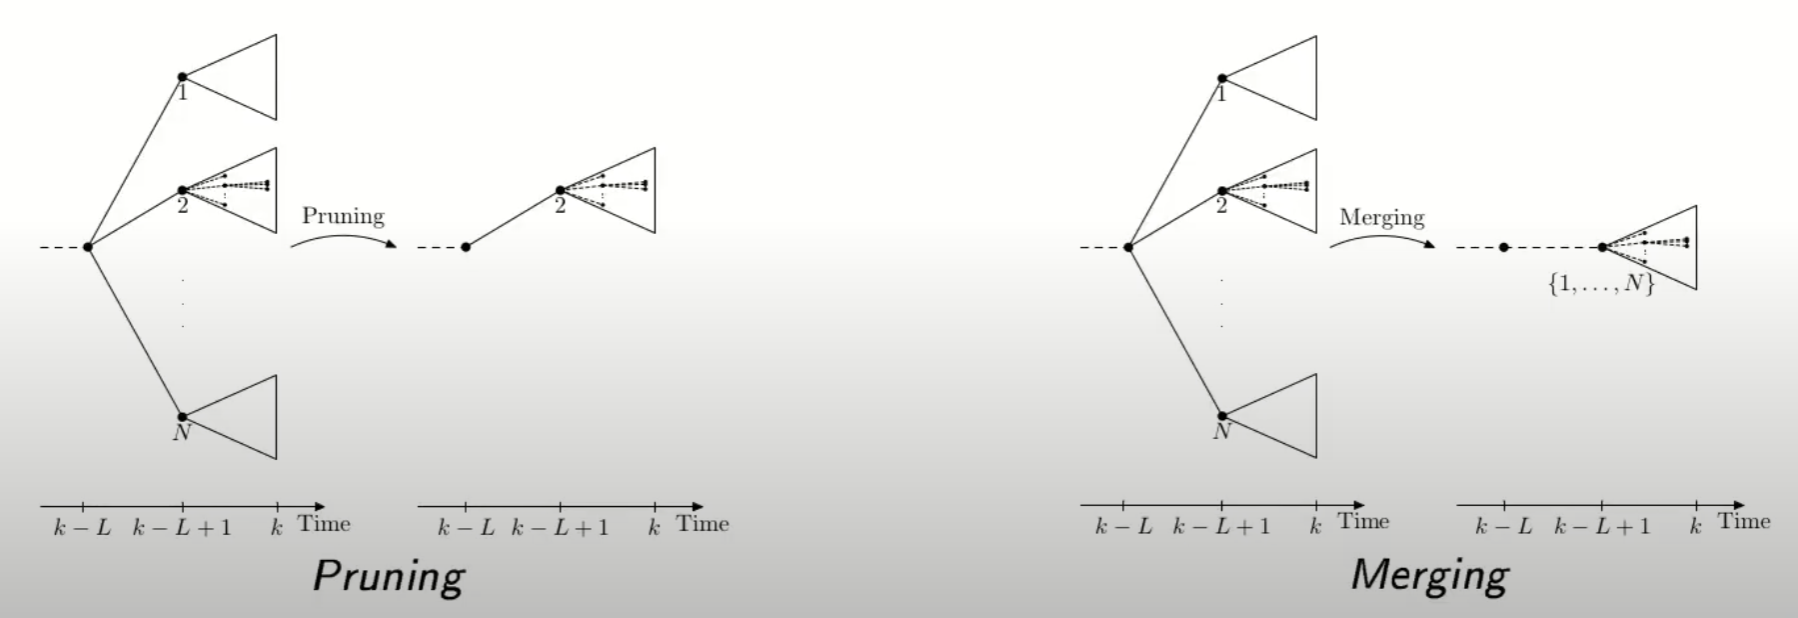 1
2
N
Pruning
2
k − L
k − L + 1
k
Time
k − L
k − L + 1
k
Time
Pruning
1
2
N
Merging
{1, . . . , N}
k − L
k − L + 1
k
Time
k − L
k − L + 1
k
Time
Merging